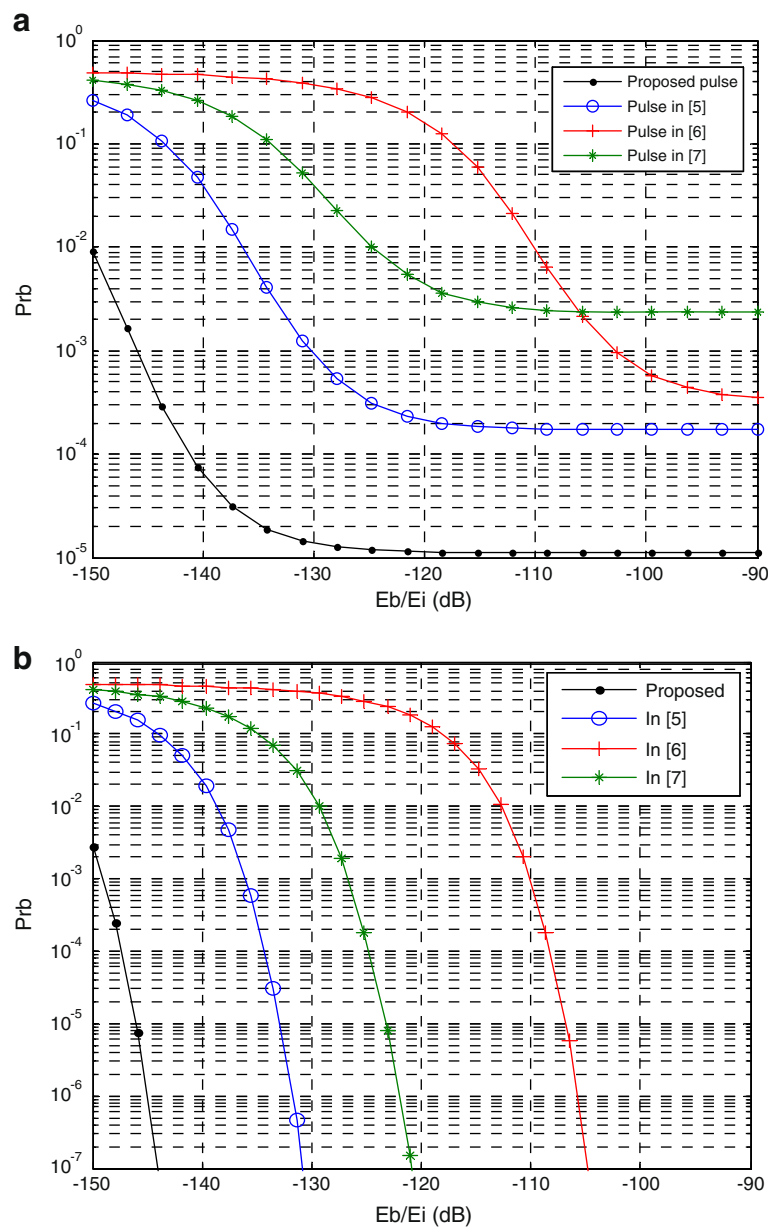 a
10^0
10^-1
10^-2
10^-3
10^-4
10^-5
Prb
-150 -140 -130 -120 -110 -100 -90
Eb/Ei (dB)
Proposed pulse
Pulse in [5]
Pulse in [6]
Pulse in [7]
b
10^0
10^-1
10^-2
10^-3
10^-4
10^-5
10^-6
10^-7
Prb
-150 -140 -130 -120 -110 -100 -90
Eb/Ei (dB)
Proposed
In [5]
In [6]
In [7]